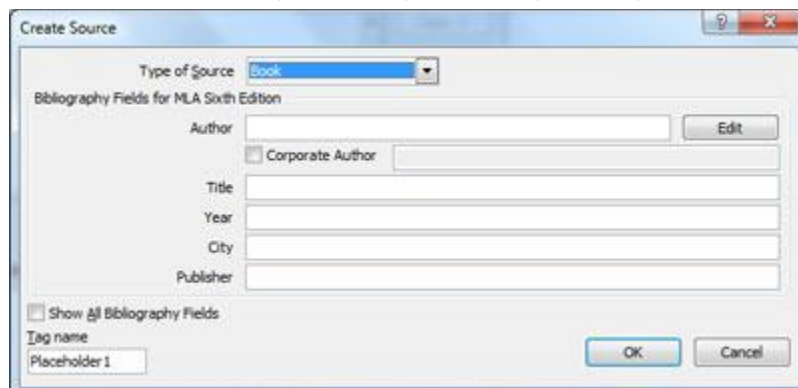 Create Source
Type of Source Book
Bibliography Fields for MLA Sixth Edition
Author Edit
Corporate Author
Title
Year
City
Publisher
Show All Bibliography Fields
Tag name
Placeholder1 OK Cancel